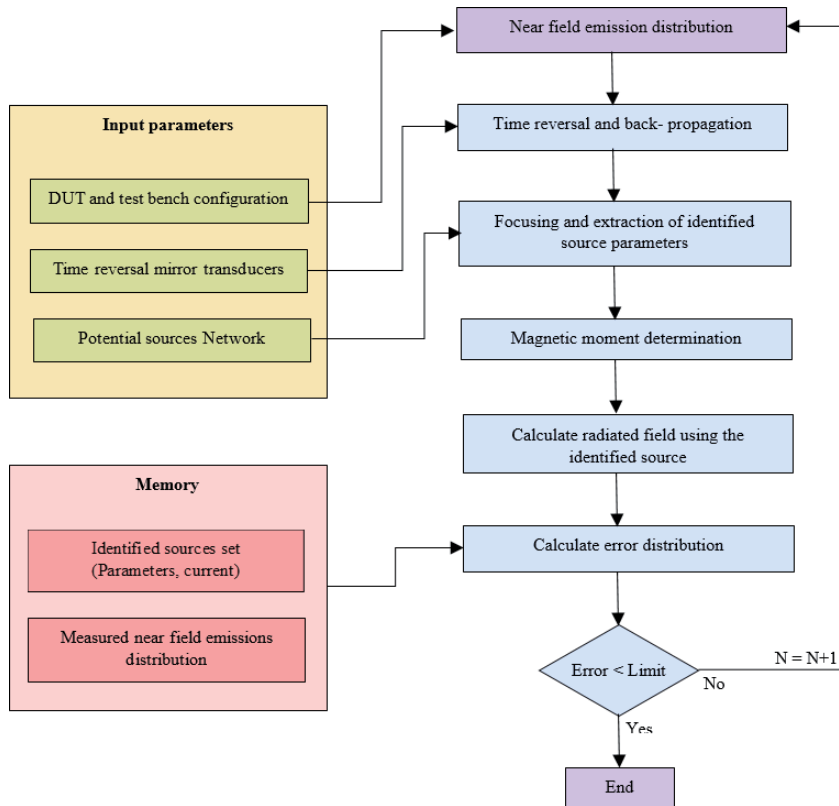 Near field emission distribution
Input parameters
Time reversal and back- propagation
DUT and test bench configuration
Focusing and extraction of identified
source parameters
Time reversal mirror transducers
Potential sources Network
Magnetic moment determination
Calculate radiated field using the
identified source
Memory
Identified sources set
(Parameters, current)
Calculate error distribution
Measured near field emissions
distribution
Error < Limit
N = N+1
No
Yes
End